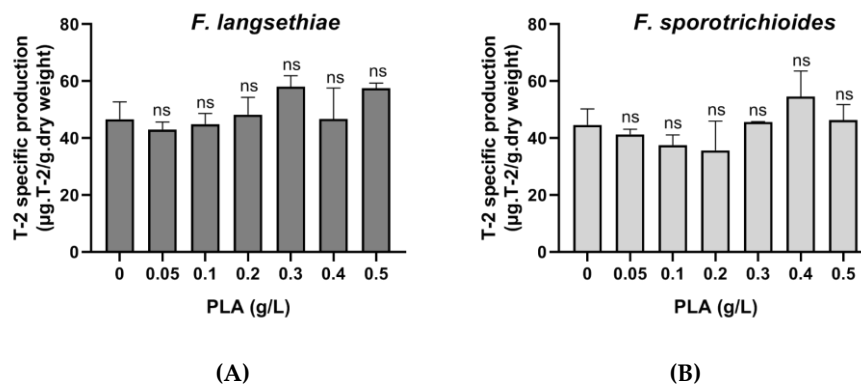 F. langsethiae
T-2 specific production
(µg.T-2/g.dry weight)
80
60
40
20
0
ns
ns
ns
ns
ns
ns
0
0.05
0.1
0.2
0.3
0.4
0.5
PLA (g/L)
(A)
F. sporotrichioides
T-2 specific production
(µg.T-2/g.dry weight)
80
60
40
20
0
ns
ns
ns
ns
ns
ns
0
0.05
0.1
0.2
0.3
0.4
0.5
PLA (g/L)
(B)